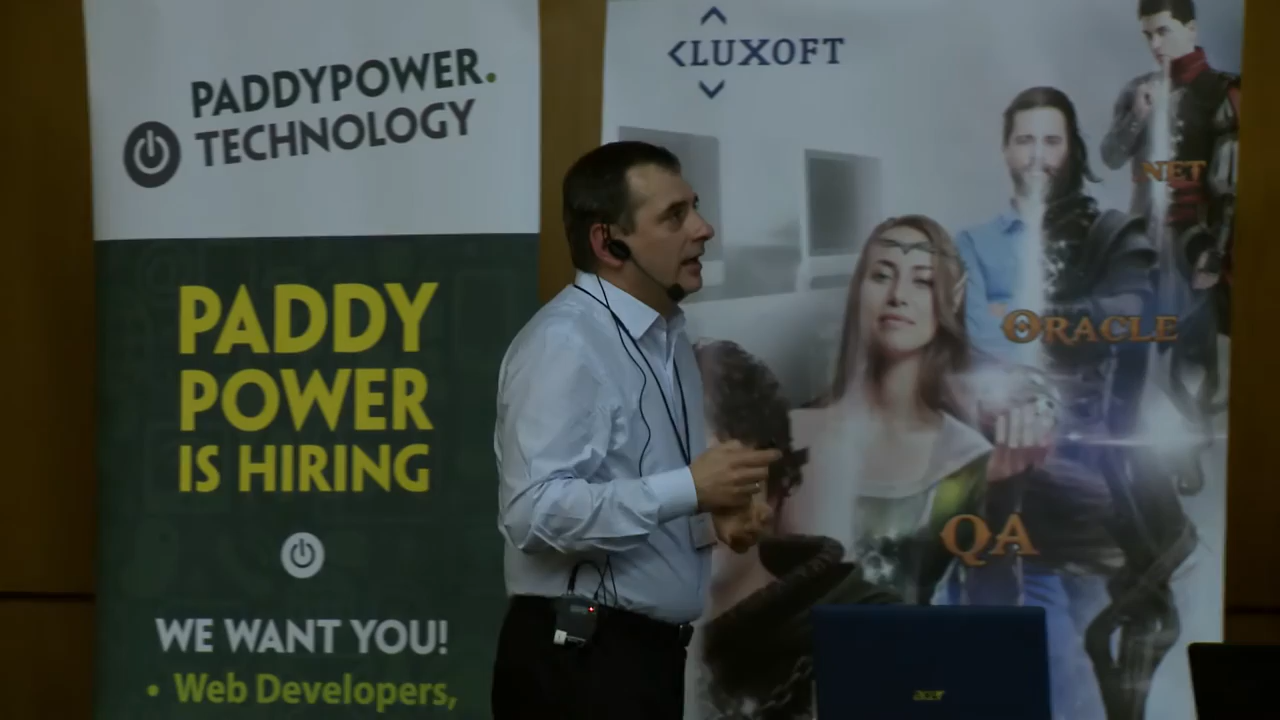 PADDYPOWER.
TECHNOLOGY
PADDY
POWER
IS HIRING
WE WANT YOU!
• Web Developers,
LUXOFT
.NET
ORACLE
QA
acer